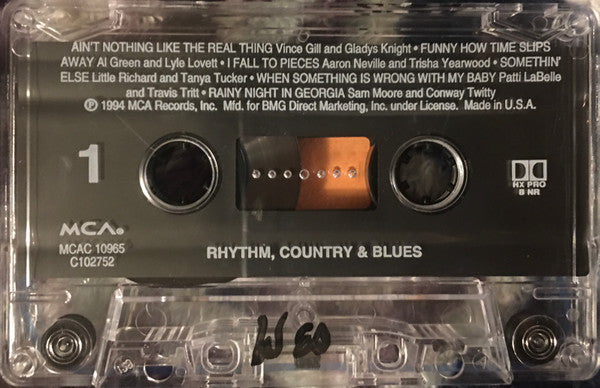 AIN'T NOTHING LIKE THE REAL THING Vince Gill and Gladys Knight • FUNNY HOW TIME SLIPS
AWAY Al Green and Lyle Lovett • I FALL TO PIECES Aaron Neville and Trisha Yearwood • SOMETHIN'
ELSE Little Richard and Tanya Tucker • WHEN SOMETHING IS WRONG WITH MY BABY Patti LaBelle
and Travis Tritt • RAINY NIGHT IN GEORGIA Sam Moore and Conway Twitty
℗ 1994 MCA Records, Inc. Mfd. for BMG Direct Marketing, Inc. under License. Made in U.S.A.
1
HX PRO
B NR
MCA.
MCAC 10965
C102752
RHYTHM, COUNTRY & BLUES